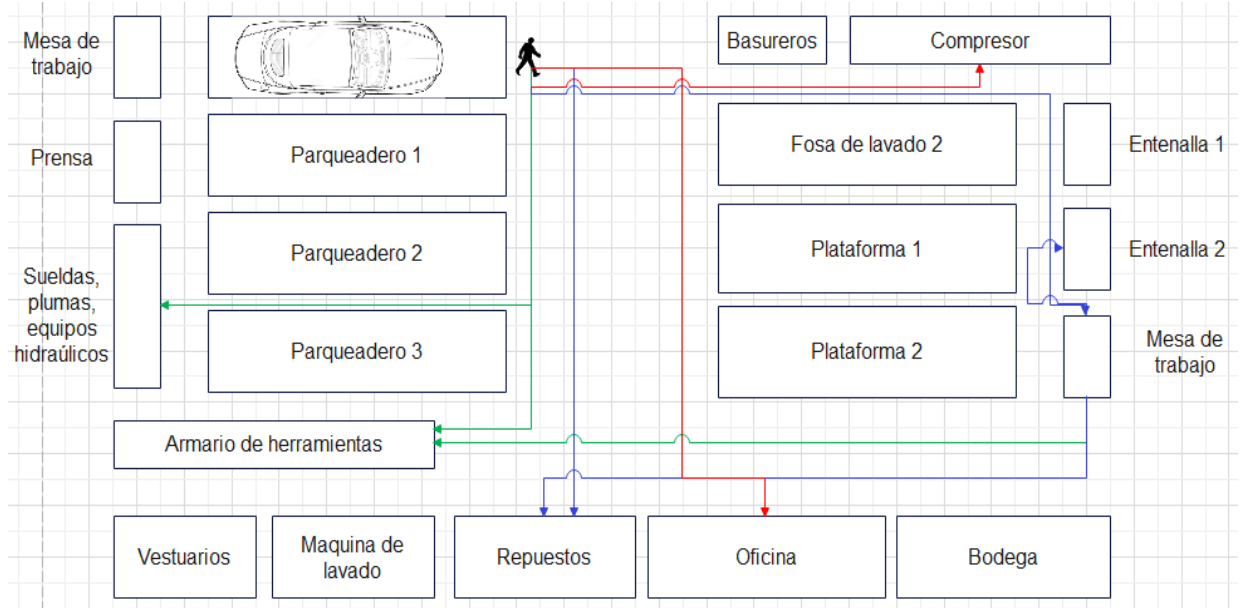 Mesa de
trabajo
Basureros
Compresor
Prensa
Parqueadero 1
Fosa de lavado 2
Entenalla 1
Parqueadero 2
Plataforma 1
Entenalla 2
Sueldas,
plumas,
equipos
hidraúlicos
Parqueadero 3
Plataforma 2
Mesa de
trabajo
Armario de herramientas
Vestuarios
Maquina de
lavado
Repuestos
Oficina
Bodega